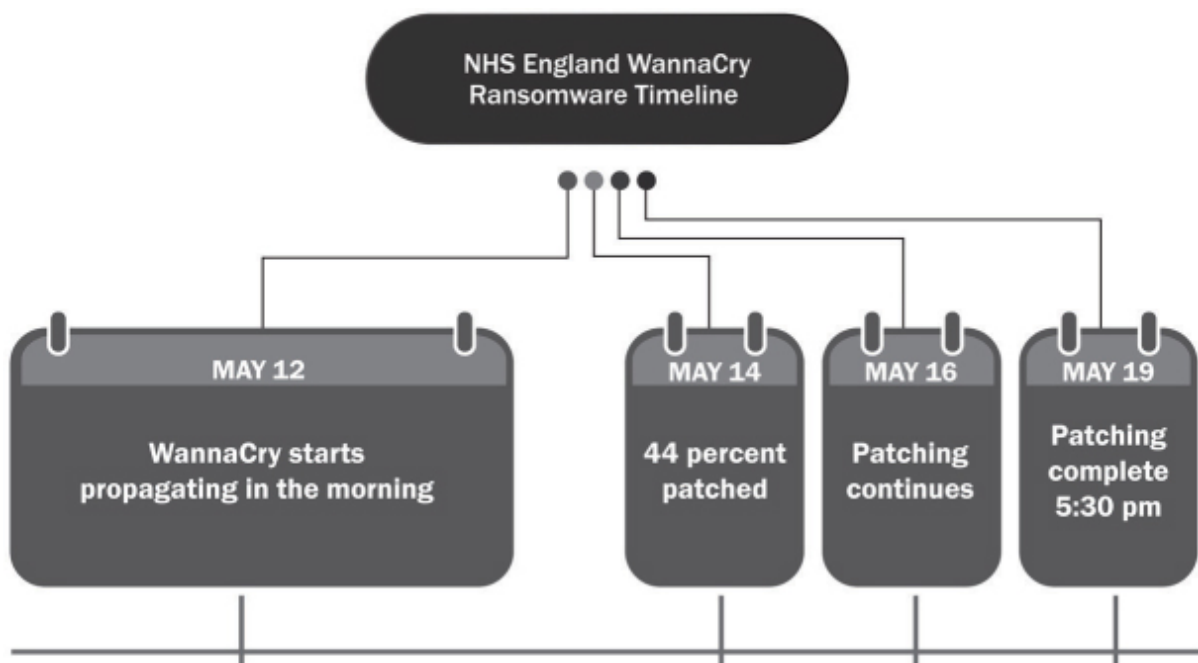 NHS England WannaCry
Ransomware Timeline
MAY 12
WannaCry starts
propagating in the morning
MAY 14
44 percent
patched
MAY 16
Patching
continues
MAY 19
Patching
complete
5:30 pm